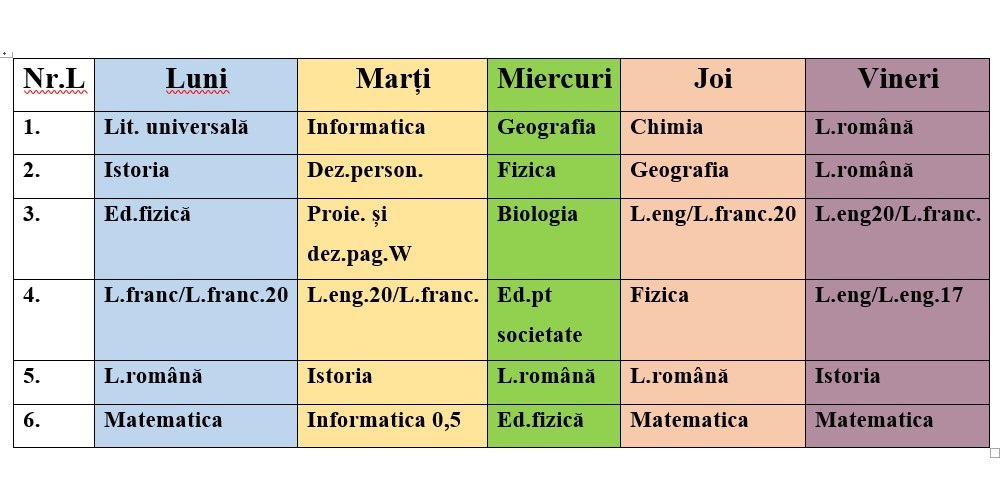 Nr.L Luni Marți Miercuri Joi Vineri
1. Lit. universală Informatica Geografia Chimia L.română
2. Istoria Dez.person. Fizica Geografia L.română
3. Ed.fizică Proie. și Biologia L.eng/L.franc.20 L.eng20/L.franc.
dez.pag.W
4. L.franc/L.franc.20 L.eng.20/L.franc. Ed.pt Fizica L.eng/L.eng.17
societate
5. L.română Istoria L.română L.română Istoria
6. Matematica Informatica 0,5 Ed.fizică Matematica Matematica